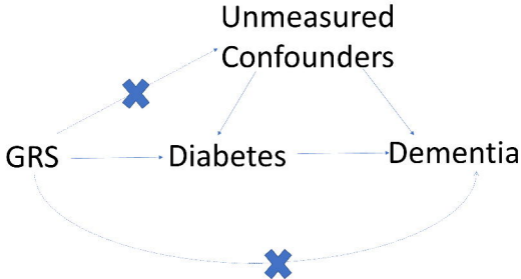 Unmeasured
Confounders
GRS
Diabetes
Dementia